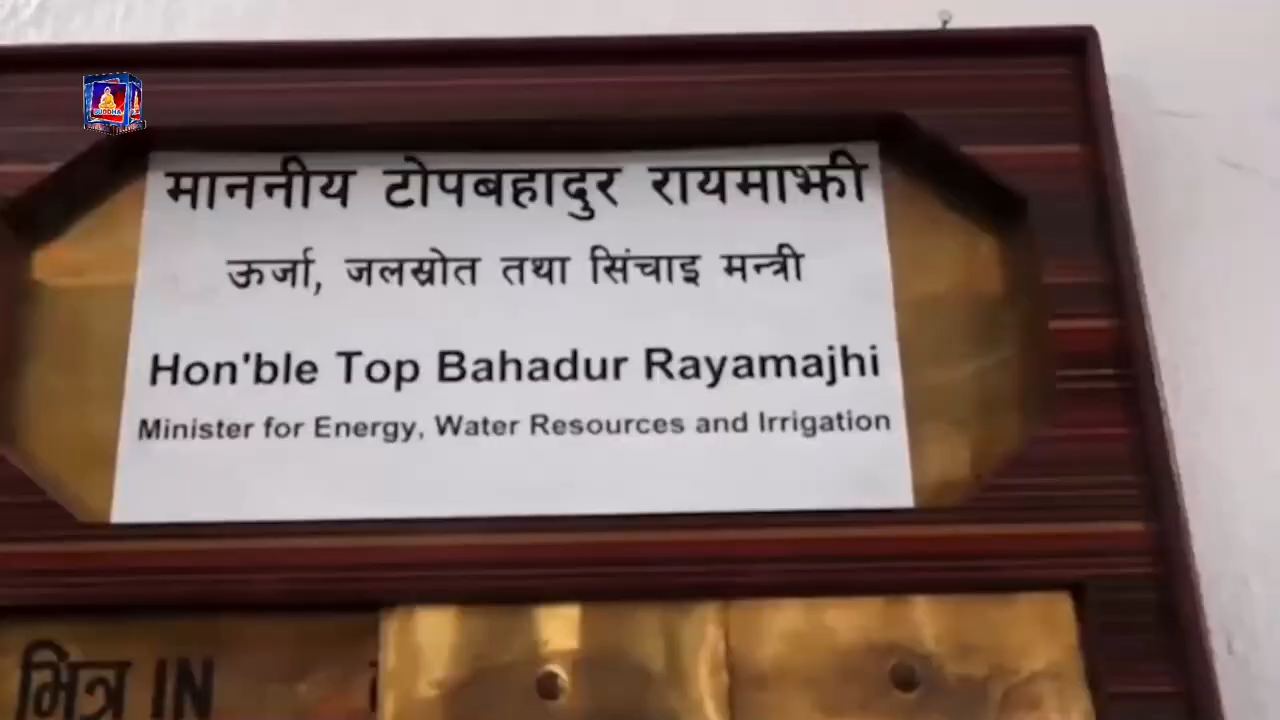 BUDDHA
माननीय टोपबहादुर रायमाझी
ऊर्जा, जलस्रोत तथा सिंचाइ मन्त्री
Hon'ble Top Bahadur Rayamajhi
Minister for Energy, Water Resources and Irrigation
भित्र IN